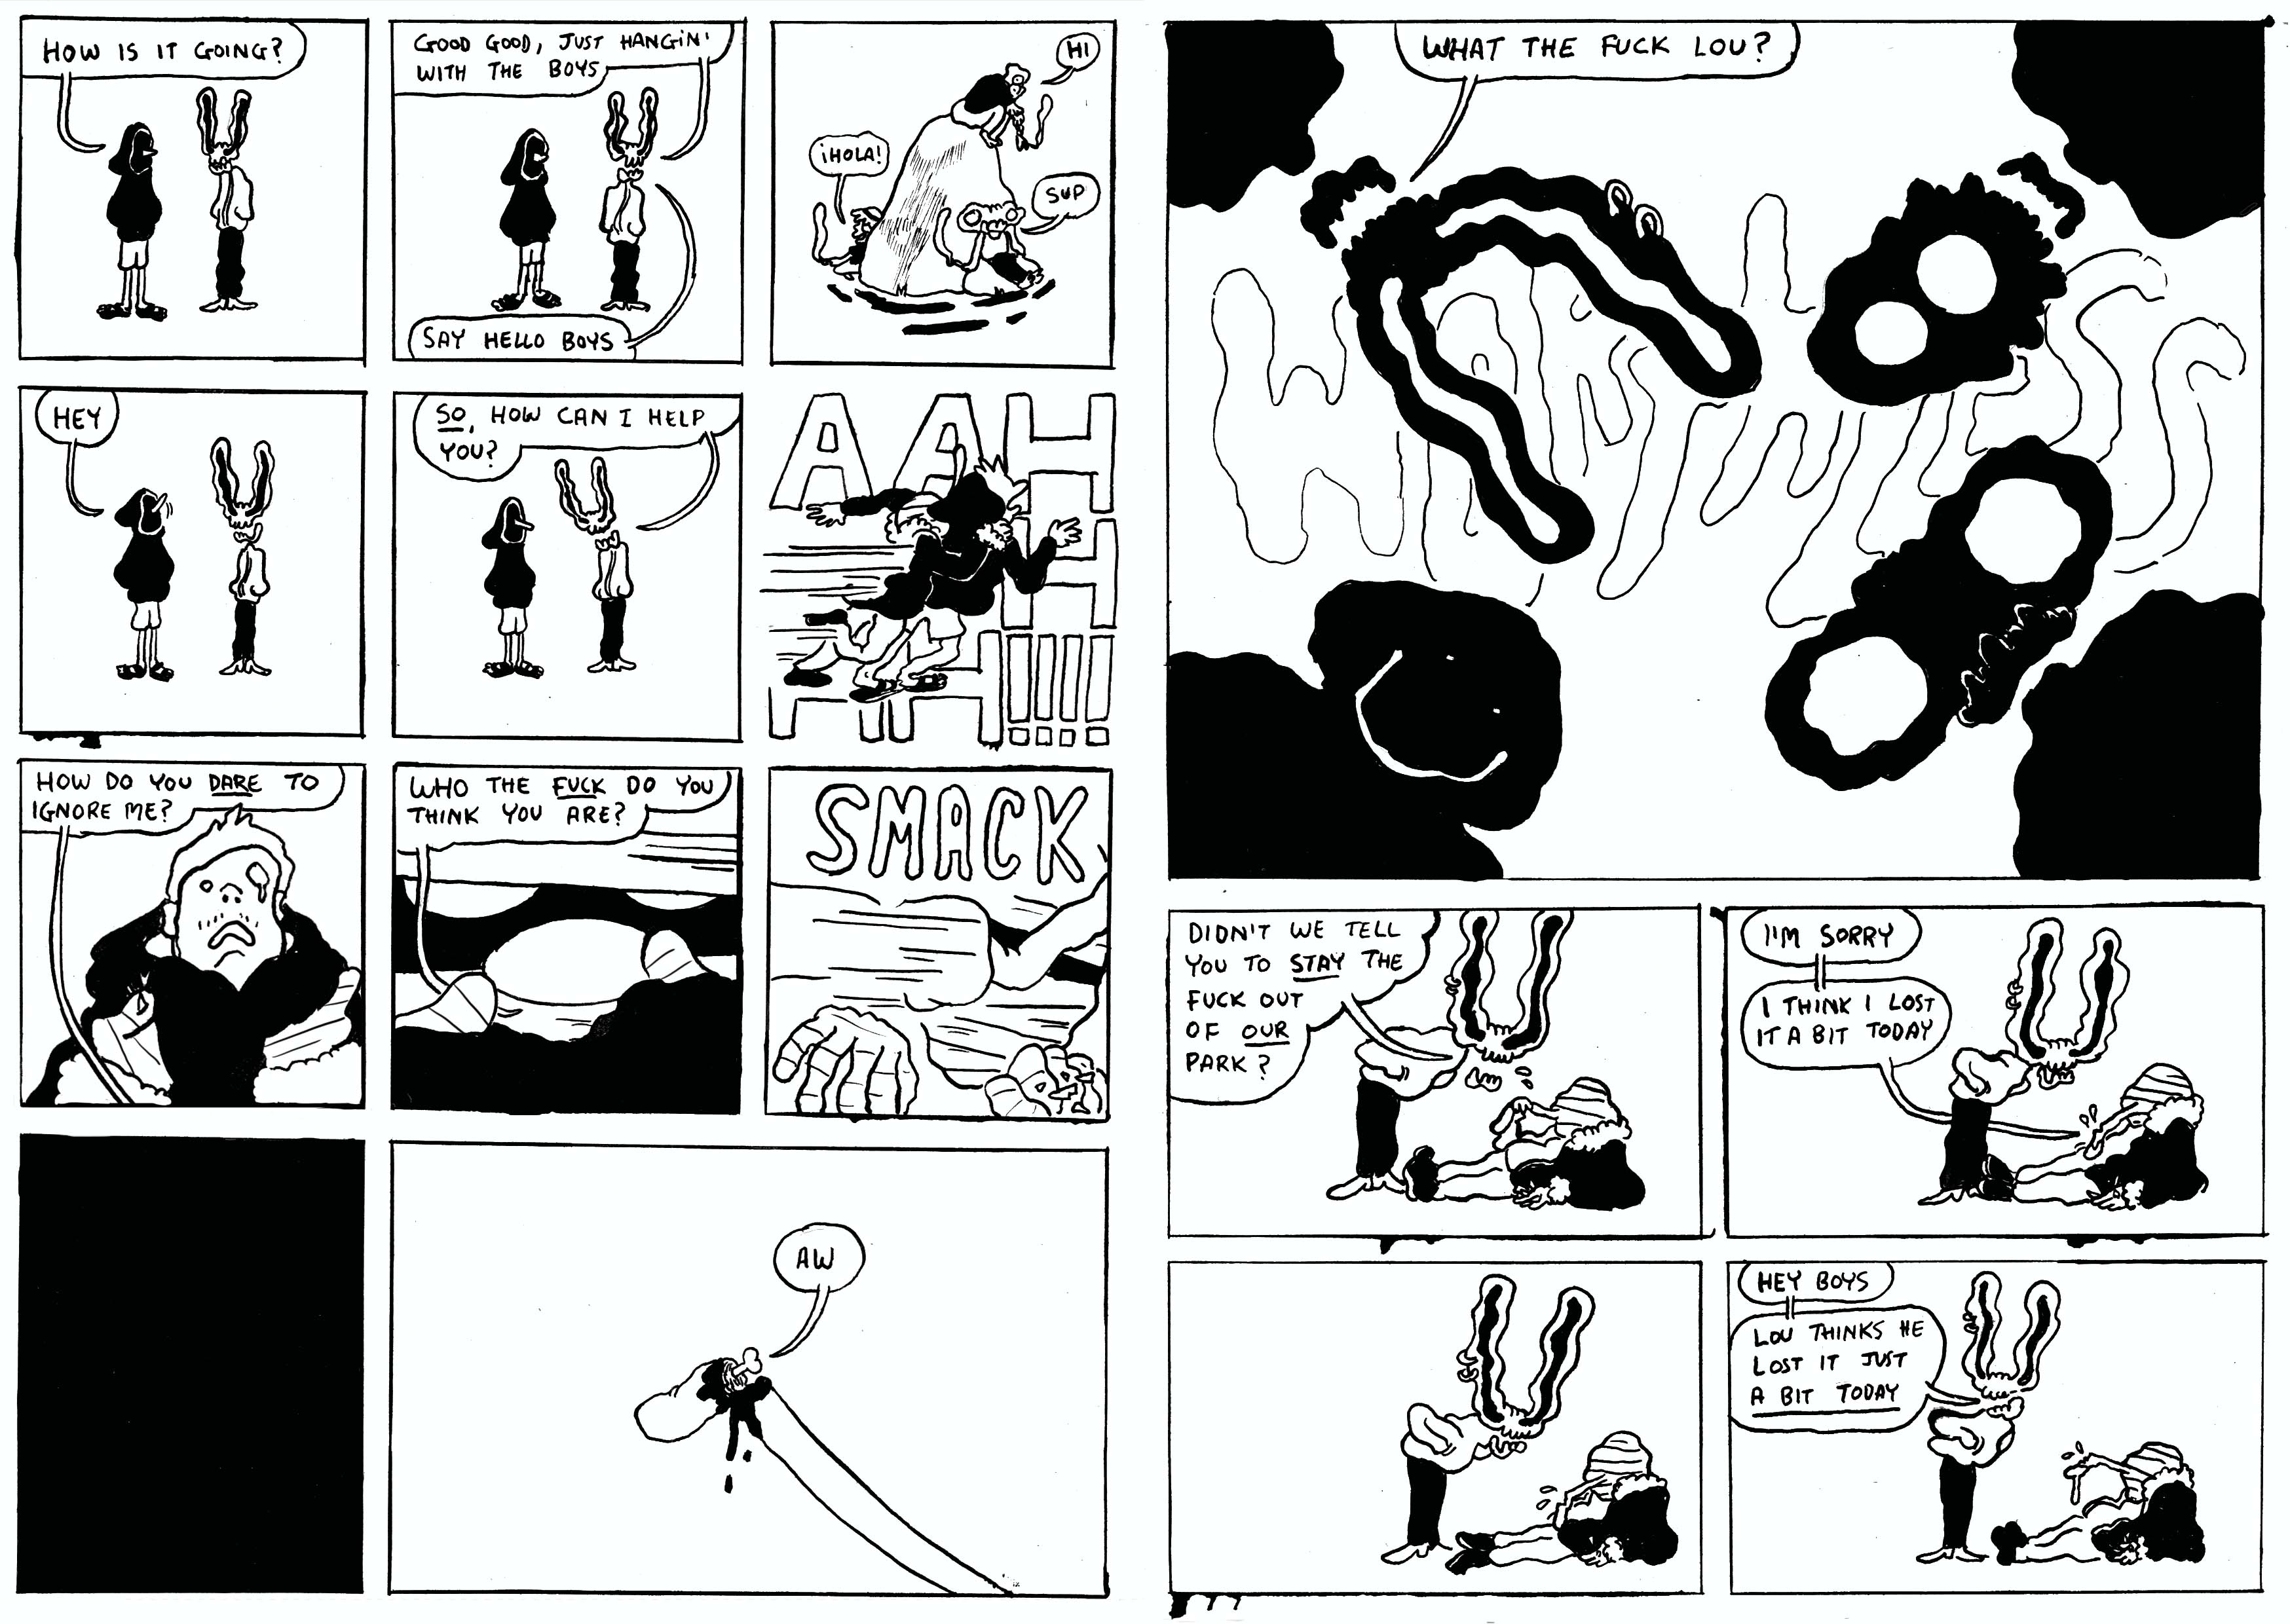 HOW IS IT GOING?
GOOD GOOD, JUST HANGIN'
WITH THE BOYS
SAY HELLO BOYS
HI
¡HOLA!
SUP
HEY
SO, HOW CAN I HELP
YOU?
AAH
H
!!!!
HOW DO YOU DARE TO
IGNORE ME?
WHO THE FUCK DO YOU
THINK YOU ARE?
SMACK
AW
WHAT THE FUCK LOU?
DIDN'T WE TELL
YOU TO STAY THE
FUCK OUT
OF OUR
PARK?
I'M SORRY
I THINK I LOST
IT A BIT TODAY
HEY BOYS
LOU THINKS HE
LOST IT JUST
A BIT TODAY